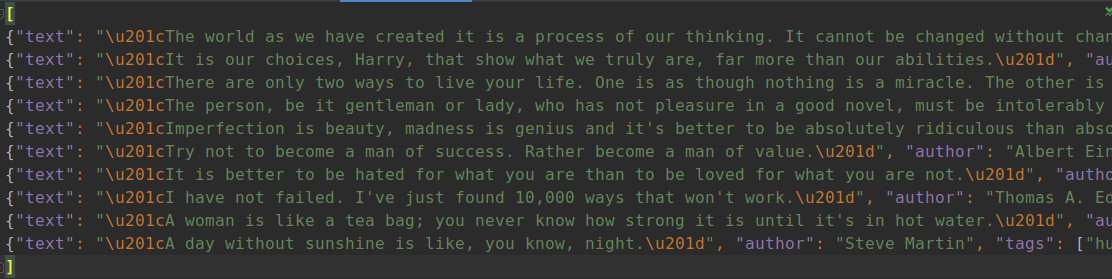 [
{"text": "\u201cThe world as we have created it is a process of our thinking. It cannot be changed without
{"text": "\u201cIt is our choices, Harry, that show what we truly are, far more than our abilities.\u201d", "au
{"text": "\u201cThere are only two ways to live your life. One is as though nothing is a miracle. The other is
{"text": "\u201cThe person, be it gentleman or lady, who has not pleasure in a good novel, must be intolerably
{"text": "\u201cImperfection is beauty, madness is genius and it's better to be absolutely ridiculous than abso
{"text": "\u201cTry not to become a man of success. Rather become a man of value.\u201d", "author": "Albert Ein
{"text": "\u201cIt is better to be hated for what you are than to be loved for what you are not.\u201d", "autho
{"text": "\u201cI have not failed. I've just found 10,000 ways that won't work.\u201d", "author": "Thomas A. Ed
{"text": "\u201cA woman is like a tea bag; you never know how strong it is until it's in hot water.\u201d", "au
{"text": "\u201cA day without sunshine is like, you know, night.\u201d", "author": "Steve Martin", "tags": ["hu
]